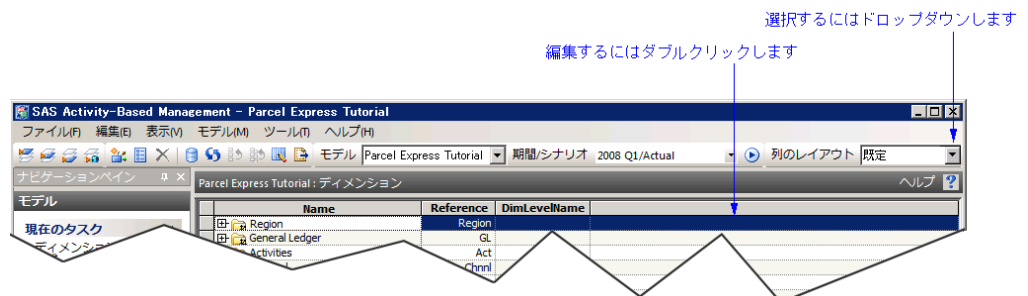 選択するにはドロップダウンします
編集するにはダブルクリックします
SAS Activity-Based Management - Parcel Express Tutorial
ファイル(F) 編集(E) 表示(V) モデル(M) ツール(T) ヘルプ(H)
モデル Parcel Express Tutorial 期間/シナリオ 2008 Q1/Actual 列のレイアウト 既定
ナビゲーションペイン
Parcel Express Tutorial : ディメンション ヘルプ
モデル
Name Reference DimLevelName
現在のタスク
Region Region
General Ledger GL
Activities Act
Chnnl